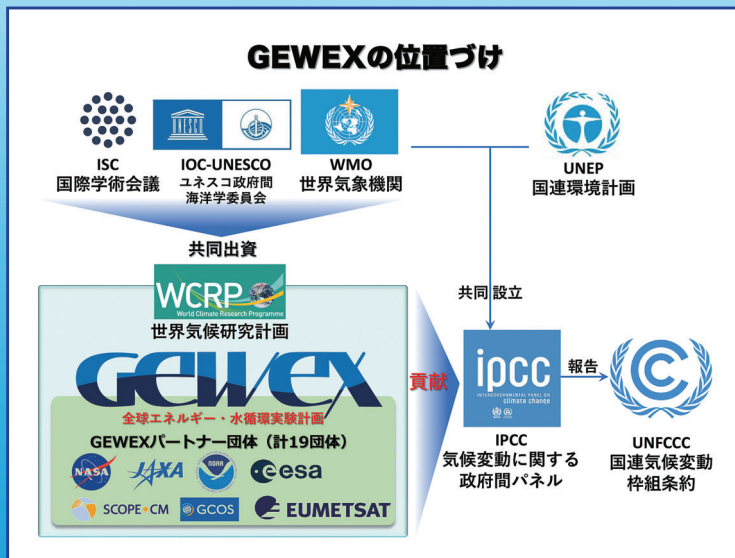 GEWEXの位置づけ
UNESCO
ISC
国際学術会議
IOC-UNESCO
ユネスコ政府間
海洋学委員会
WMO
世界気象機関
UNEP
国連環境計画
共同出資
WCRP
World Climate Research Programme
世界気候研究計画
GEWEX
全球エネルギー・水循環実験計画
GEWEXパートナー団体（計19団体）
NASA
JAXA
NOAA
esa
SCOPE•CM
GCOS
EUMETSAT
貢献
共同 設立
ipcc
INTERGOVERNMENTAL PANEL ON
climate change
IPCC
気候変動に関する
政府間パネル
報告
UNFCCC
国連気候変動
枠組条約